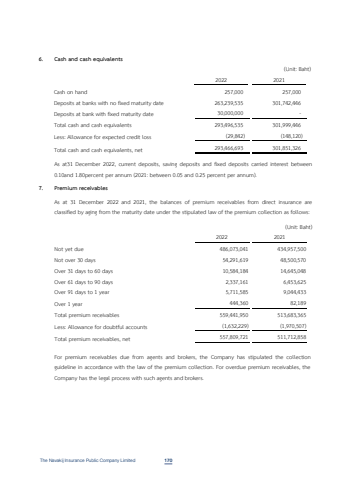 6. Cash and cash equivalents
(Unit: Baht)
2022 2021
Cash on hand 257,000 257,000
Deposits at banks with no fixed maturity date 263,239,535 301,742,446
Deposits at bank with fixed maturity date 30,000,000 -
Total cash and cash equivalents 293,496,535 301,999,446
Less: Allowance for expected credit loss (29,842) (148,120)
Total cash and cash equivalents, net 293,466,693 301,851,326
As at31 December 2022, current deposits, saving deposits and fixed deposits carried interest between
0.10and 1.80percent per annum (2021: between 0.05 and 0.25 percent per annum).
7. Premium receivables
As at 31 December 2022 and 2021, the balances of premium receivables from direct insurance are
classified by aging from the maturity date under the stipulated law of the premium collection as follows:
(Unit: Baht)
2022 2021
Not yet due 486,073,041 434,957,500
Not over 30 days 54,291,619 48,500,570
Over 31 days to 60 days 10,584,184 14,645,048
Over 61 days to 90 days 2,337,161 6,453,625
Over 91 days to 1 year 5,711,585 9,044,433
Over 1 year 444,360 82,189
Total premium receivables 559,441,950 513,683,365
Less: Allowance for doubtful accounts (1,632,229) (1,970,507)
Total premium receivables, net 557,809,721 511,712,858
For premium receivables due from agents and brokers, the Company has stipulated the collection
guideline in accordance with the law of the premium collection. For overdue premium receivables, the
Company has the legal process with such agents and brokers.
The Navakij Insurance Public Company Limited 170